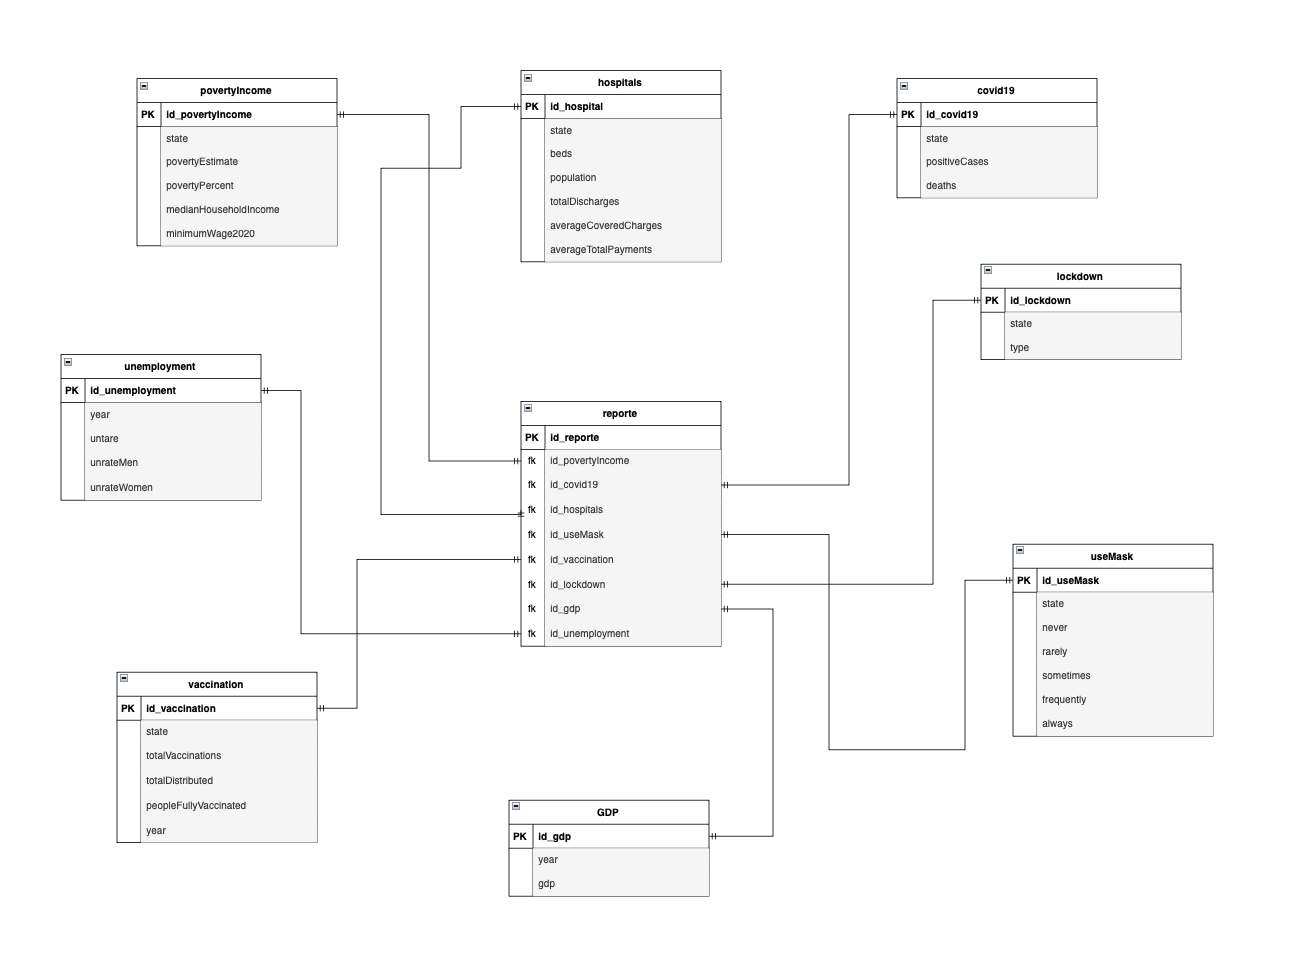 povertyIncome
PK id_povertyIncome
state
povertyEstimate
povertyPercent
medianHouseholdIncome
minimumWage2020
hospitals
PK id_hospital
state
beds
population
totalDischarges
averageCoveredCharges
averageTotalPayments
covid19
PK id_covid19
state
positiveCases
deaths
lockdown
PK id_lockdown
state
type
unemployment
PK id_unemployment
year
untare
unrateMen
unrateWomen
reporte
PK id_reporte
fk id_povertyIncome
fk id_covid19
fk id_hospitals
fk id_useMask
fk id_vaccination
fk id_lockdown
fk id_gdp
fk id_unemployment
useMask
PK id_useMask
state
never
rarely
sometimes
frequently
always
vaccination
PK id_vaccination
state
totalVaccinations
totalDistributed
peopleFullyVaccinated
year
GDP
PK id_gdp
year
gdp